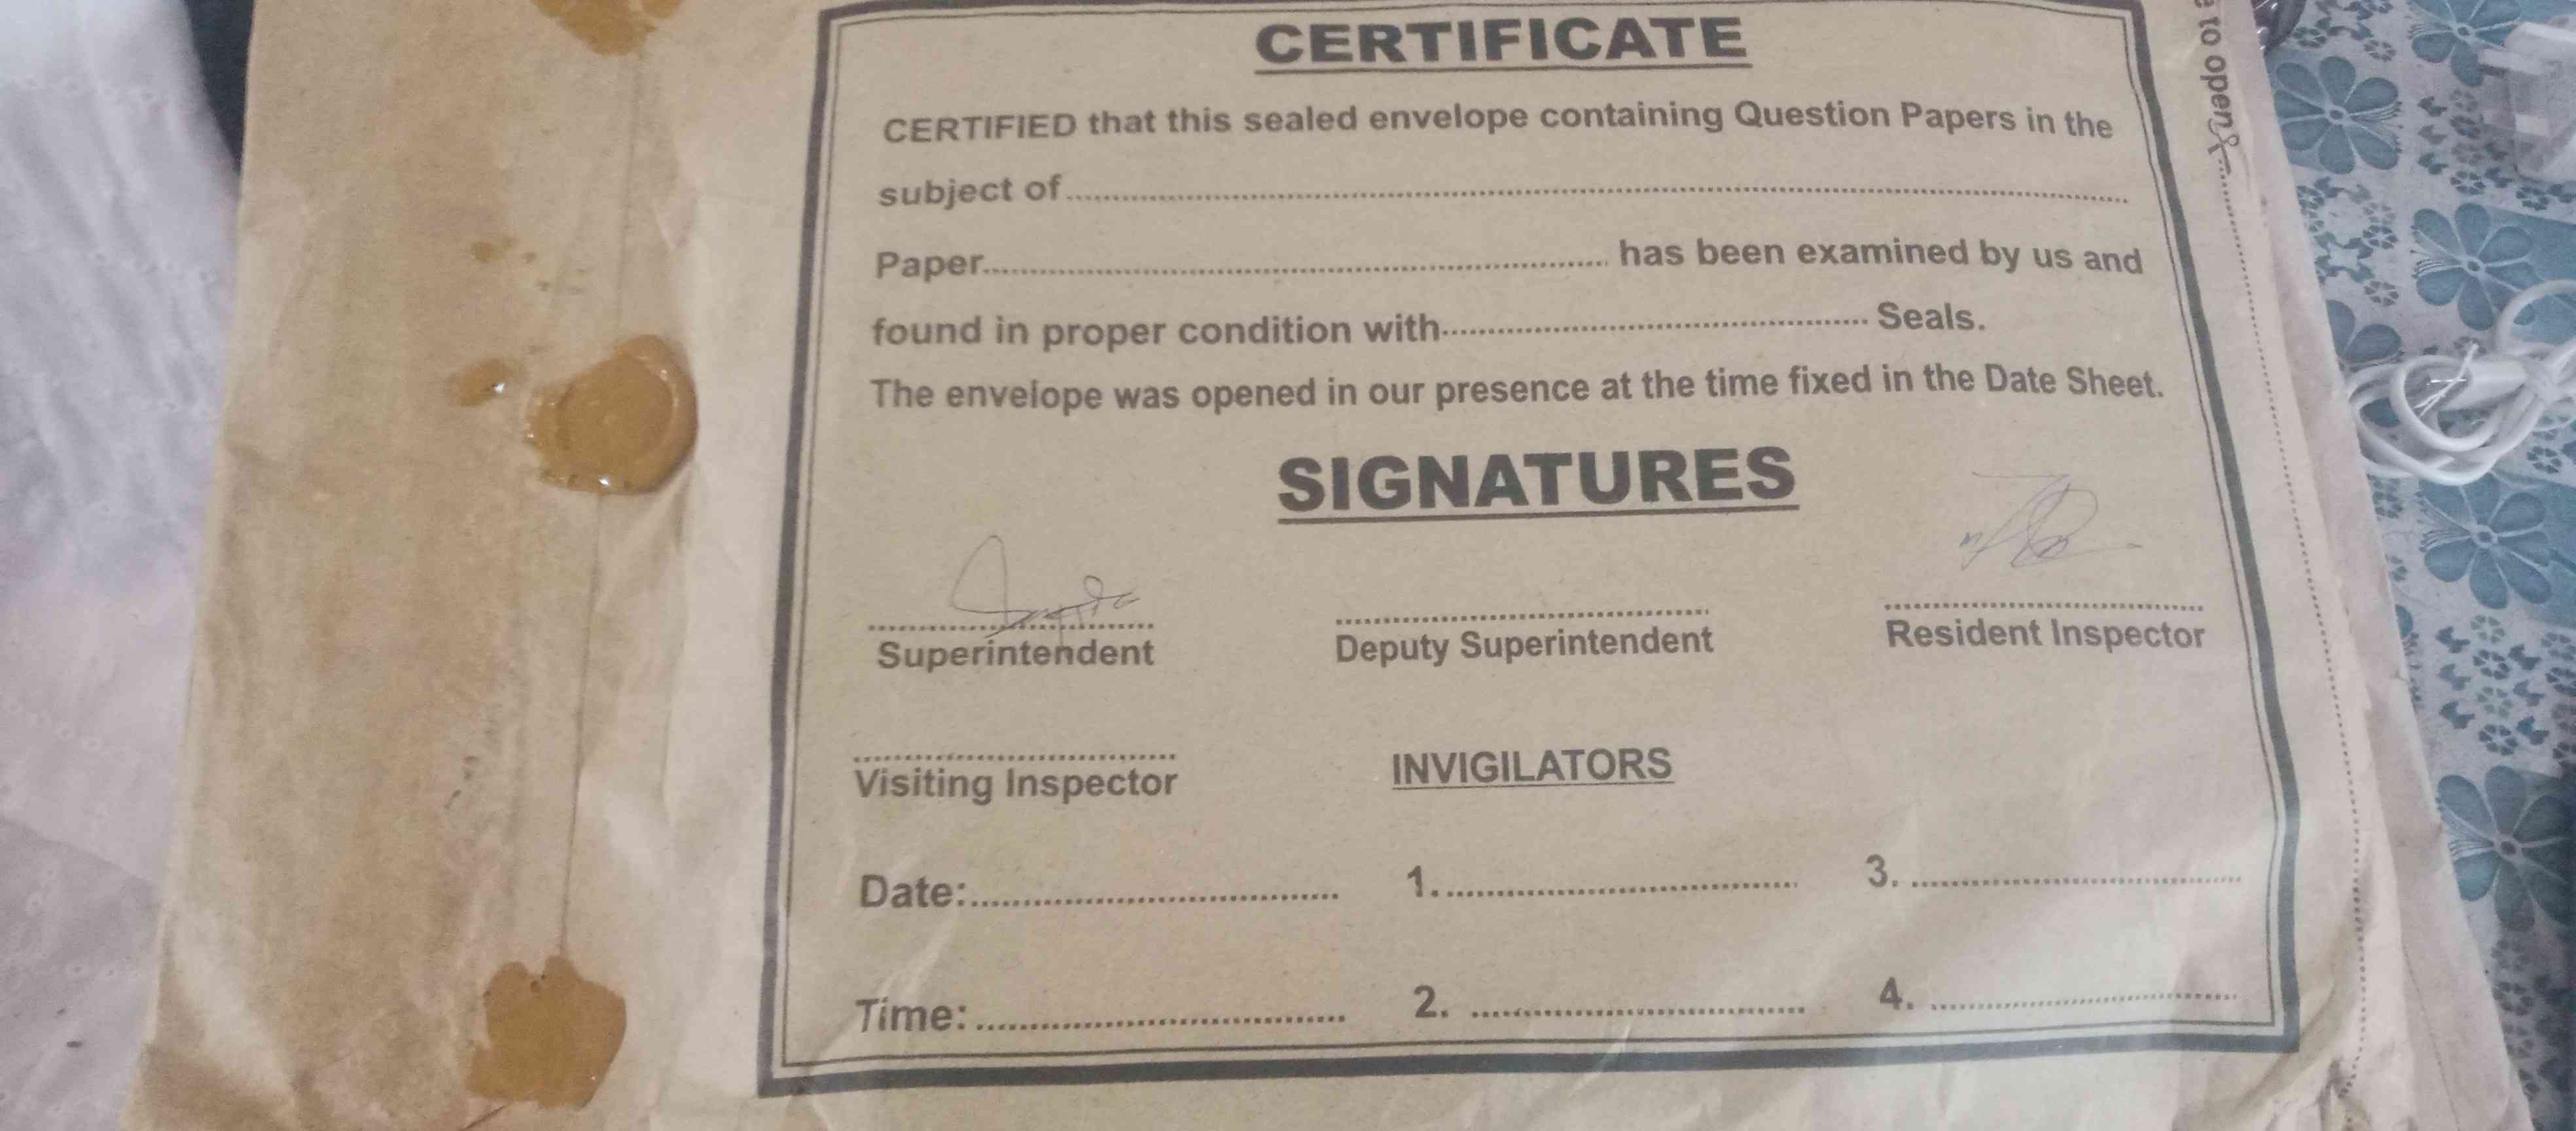 CERTIFICATE
CERTIFIED that this sealed envelope containing Question Papers in the
subject of
Paper has been examined by us and
found in proper condition with Seals.
The envelope was opened in our presence at the time fixed in the Date Sheet.
SIGNATURES
Superintendent Deputy Superintendent Resident Inspector
Visiting Inspector INVIGILATORS
Date: 1. 3.
Time: 2. 4.
to open